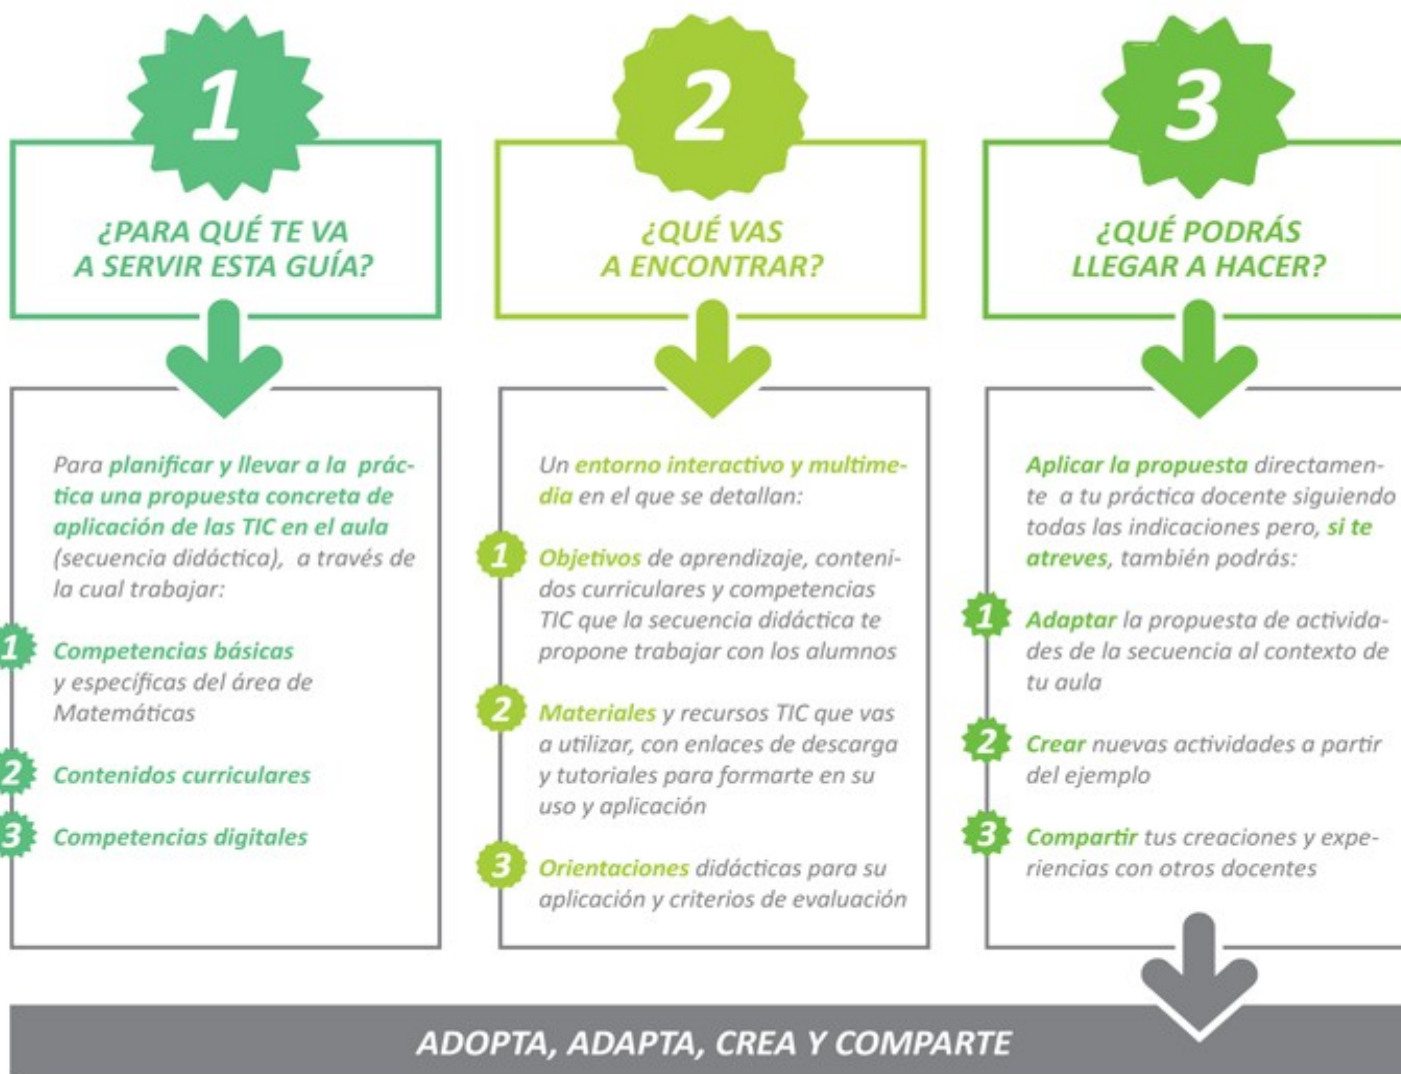 1
¿PARA QUÉ TE VA
A SERVIR ESTA GUÍA?
Para planificar y llevar a la prác-
tica una propuesta concreta de
aplicación de las TIC en el aula
(secuencia didáctica), a través de
la cual trabajar:
1 Competencias básicas
y específicas del área de
Matemáticas
2 Contenidos curriculares
3 Competencias digitales
2
¿QUÉ VAS
A ENCONTRAR?
Un entorno interactivo y multime-
dia en el que se detallan:
1 Objetivos de aprendizaje, conteni-
dos curriculares y competencias
TIC que la secuencia didáctica te
propone trabajar con los alumnos
2 Materiales y recursos TIC que vas
a utilizar, con enlaces de descarga
y tutoriales para formarte en su
uso y aplicación
3 Orientaciones didácticas para su
aplicación y criterios de evaluación
3
¿QUÉ PODRÁS
LLEGAR A HACER?
Aplicar la propuesta directamen-
te a tu práctica docente siguiendo
todas las indicaciones pero, si te
atreves, también podrás:
1 Adaptar la propuesta de activida-
des de la secuencia al contexto de
tu aula
2 Crear nuevas actividades a partir
del ejemplo
3 Compartir tus creaciones y expe-
riencias con otros docentes
ADOPTA, ADAPTA, CREA Y COMPARTE